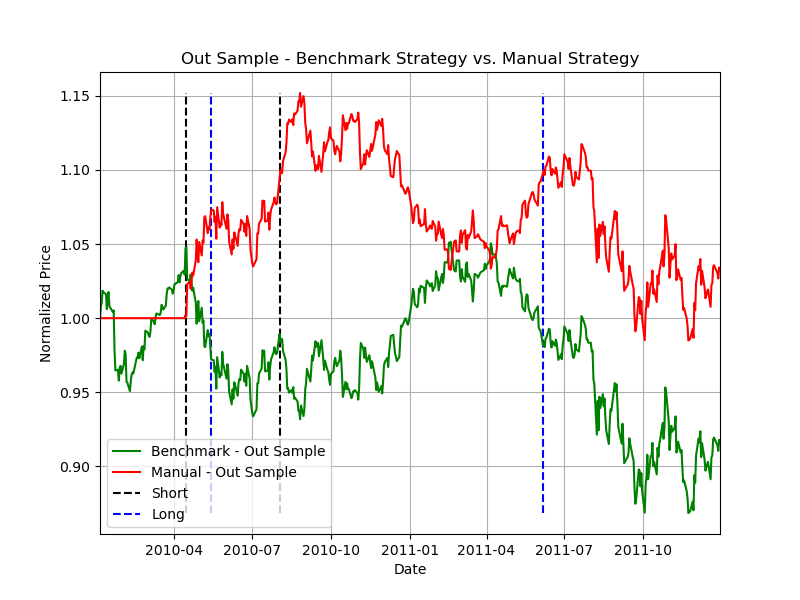 Out Sample - Benchmark Strategy vs. Manual Strategy
Normalized Price
1.15
1.10
1.05
1.00
0.95
0.90
Benchmark - Out Sample
Manual - Out Sample
Short
Long
2010-04 2010-07 2010-10 2011-01 2011-04 2011-07 2011-10
Date